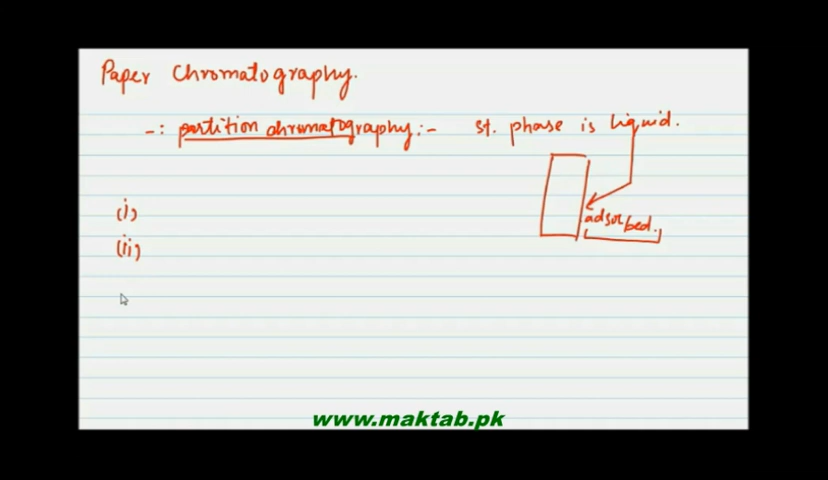 Paper Chromatography.
-: partition chromatography:- st. phase is liquid.
(i)
adsorbed.
(ii)
www.maktab.pk